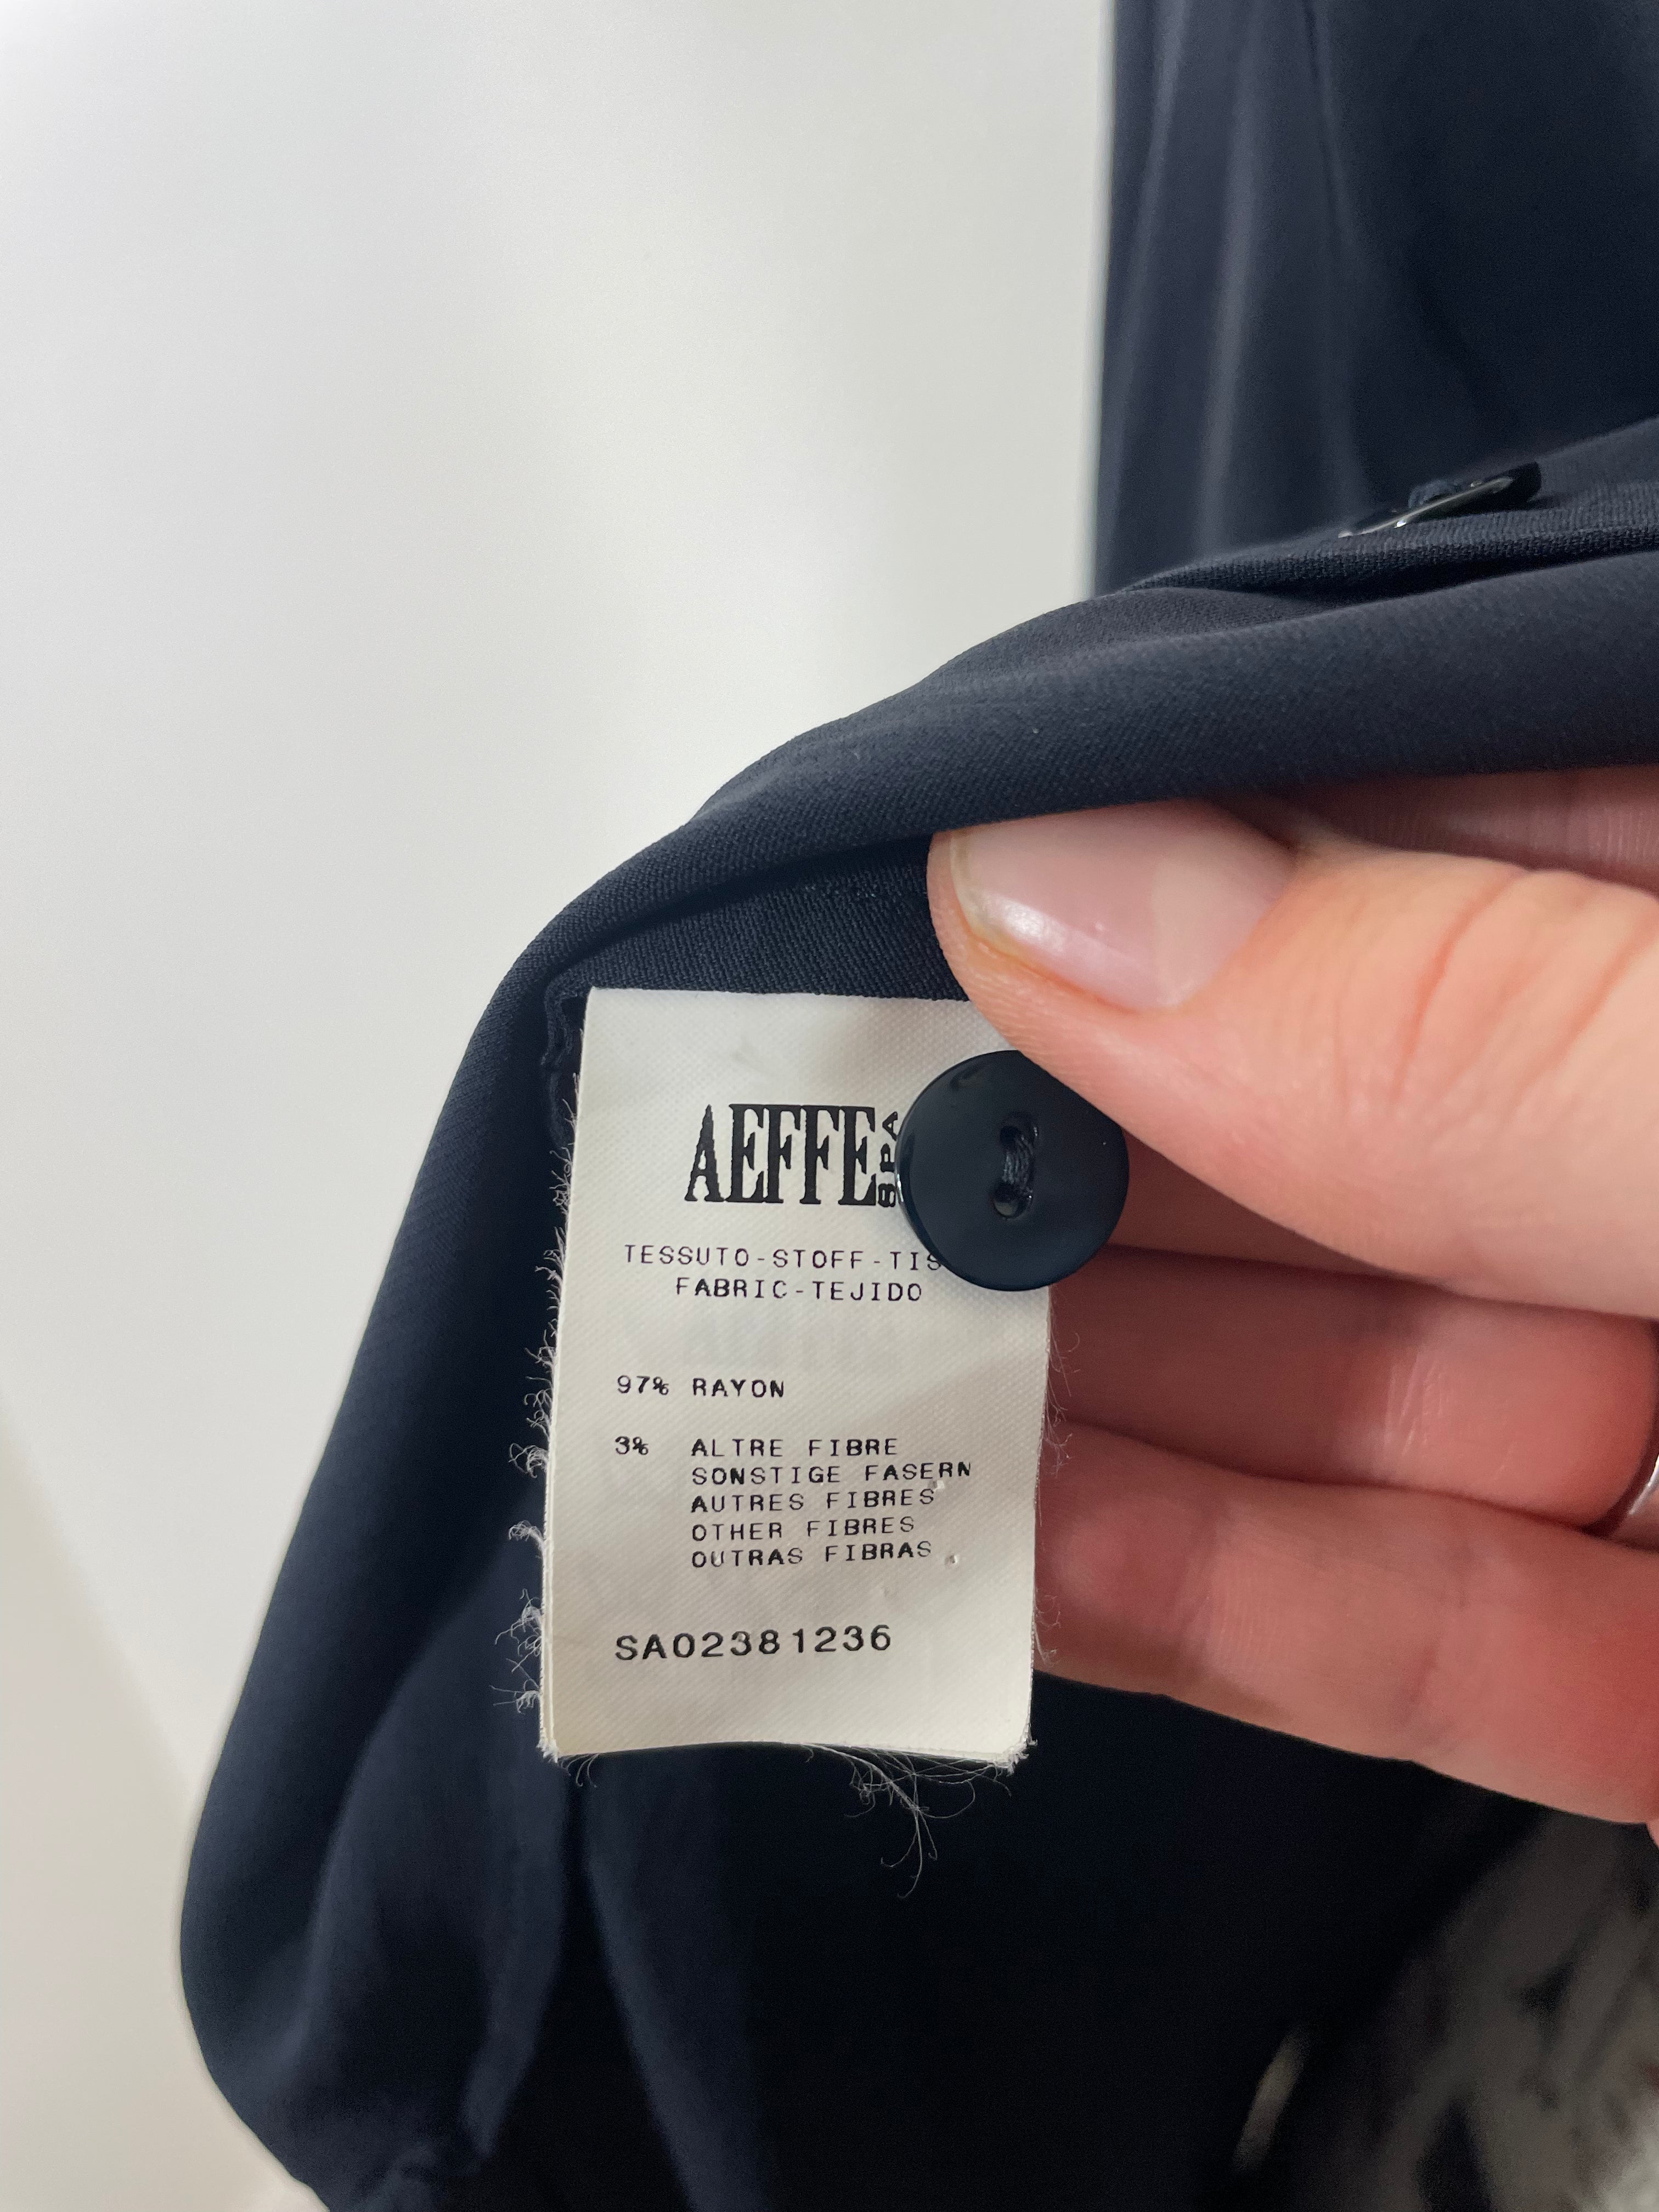 AEFFE SPA
TESSUTO-STOFF-TIS
FABRIC-TEJIDO
97% RAYON
3% ALTRE FIBRE
SONSTIGE FASERN
AUTRES FIBRES
OTHER FIBRES
OUTRAS FIBRAS
SA02381236